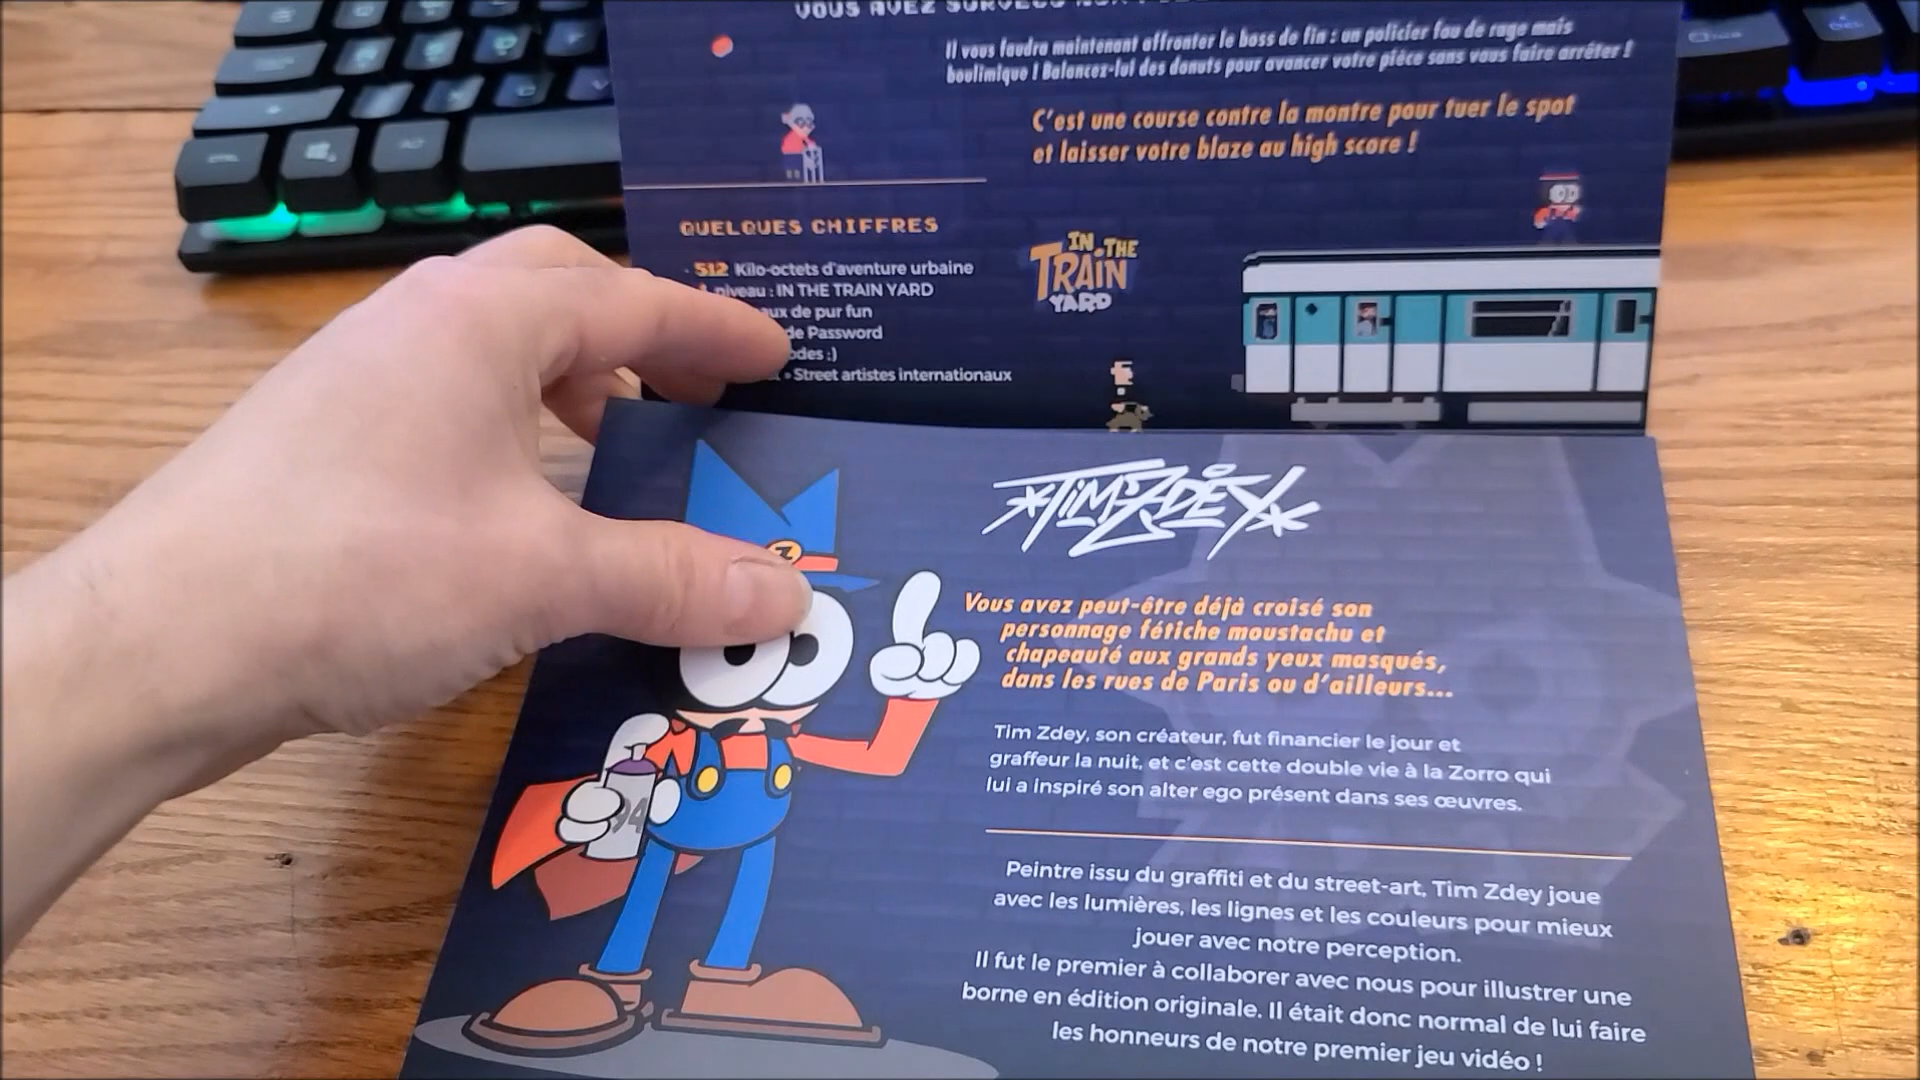 VOUS AVEZ SURVÉCU
Il vous faudra maintenant affronter le boss de fin : un policier fou de rage mais
boulimique ! Balancez-lui des donuts pour avancer votre pièce sans vous faire arrêter !
C'est une course contre la montre pour tuer le spot
et laisser votre blaze au high score !
QUELQUES CHIFFRES
• 512 Kilo-octets d'aventure urbaine
niveau : IN THE TRAIN YARD
de pur fun
de Password
:)
Street artistes internationaux
IN THE
TRAIN
YARD
TIM ZDEY
Z
94
Vous avez peut-être déjà croisé son
personnage fétiche moustachu et
chapeauté aux grands yeux masqués,
dans les rues de Paris ou d'ailleurs...
Tim Zdey, son créateur, fut financier le jour et
graffeur la nuit, et c'est cette double vie à la Zorro qui
lui a inspiré son alter ego présent dans ses œuvres.
Peintre issu du graffiti et du street-art, Tim Zdey joue
avec les lumières, les lignes et les couleurs pour mieux
jouer avec notre perception.
Il fut le premier à collaborer avec nous pour illustrer une
borne en édition originale. Il était donc normal de lui faire
les honneurs de notre premier jeu vidéo !